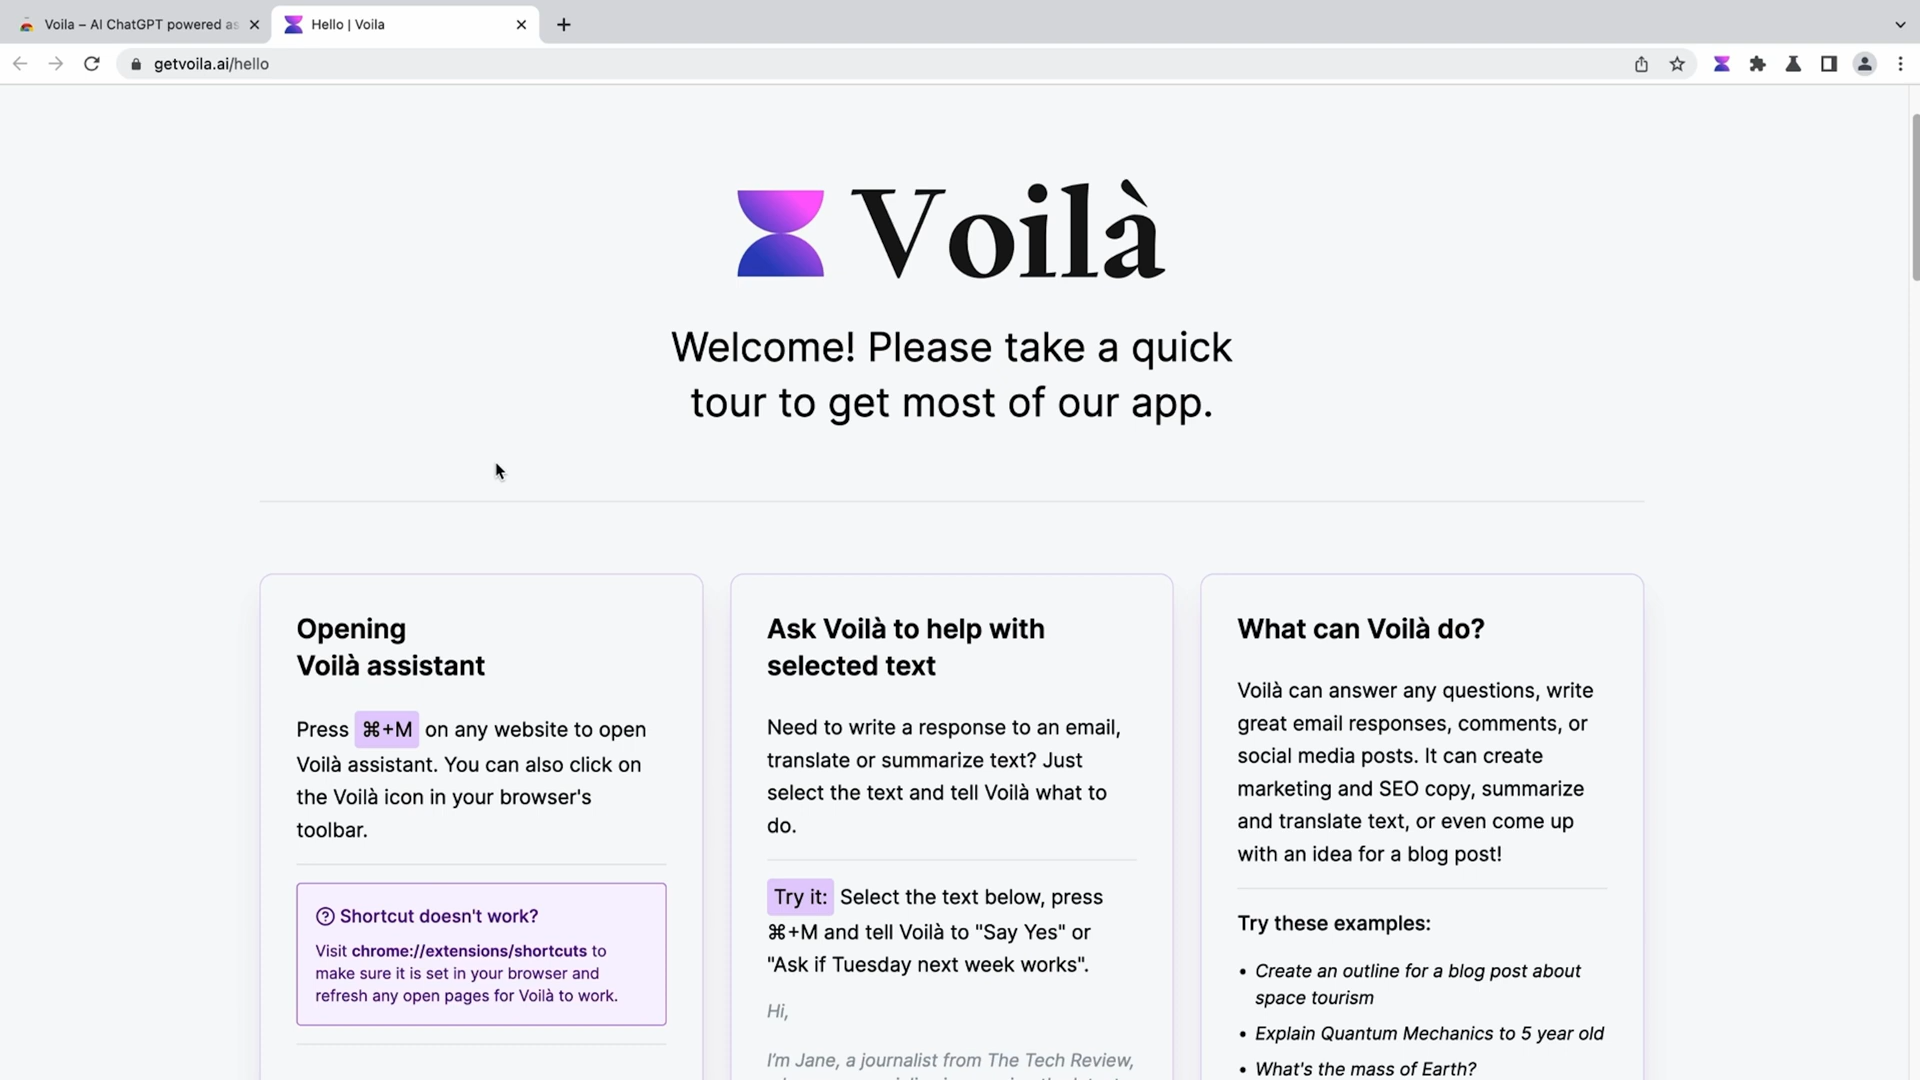 Voila – AI ChatGPT powered as
Hello | Voila
getvoila.ai/hello
Voilà
Welcome! Please take a quick
tour to get most of our app.
Opening
Voilà assistant
Press ⌘+M on any website to open
Voilà assistant. You can also click on
the Voilà icon in your browser's
toolbar.
Shortcut doesn't work?
Visit chrome://extensions/shortcuts to
make sure it is set in your browser and
refresh any open pages for Voilà to work.
Ask Voilà to help with
selected text
Need to write a response to an email,
translate or summarize text? Just
select the text and tell Voilà what to
do.
Try it: Select the text below, press
⌘+M and tell Voilà to "Say Yes" or
"Ask if Tuesday next week works".
Hi,
I'm Jane, a journalist from The Tech Review,
What can Voilà do?
Voilà can answer any questions, write
great email responses, comments, or
social media posts. It can create
marketing and SEO copy, summarize
and translate text, or even come up
with an idea for a blog post!
Try these examples:
• Create an outline for a blog post about
space tourism
• Explain Quantum Mechanics to 5 year old
• What's the mass of Earth?